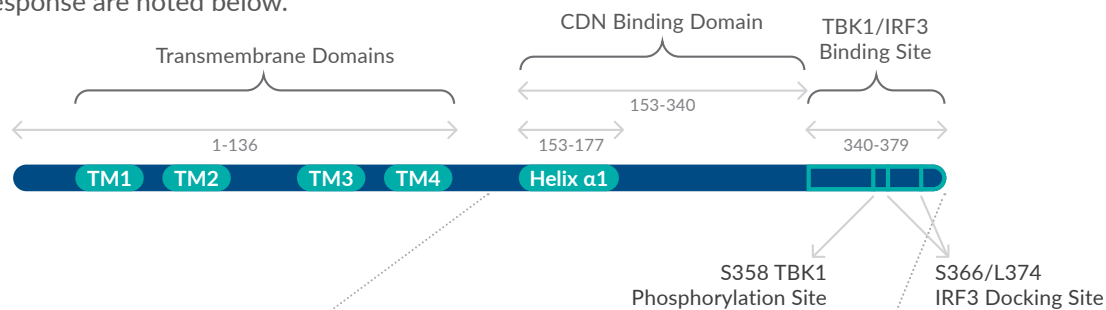 esponse are noted below.
CDN Binding Domain
TBK1/IRF3
Binding Site
Transmembrane Domains
153-340
1-136
153-177
340-379
TM1
TM2
TM3
TM4
Helix α1
S358 TBK1
Phosphorylation Site
S366/L374
IRF3 Docking Site